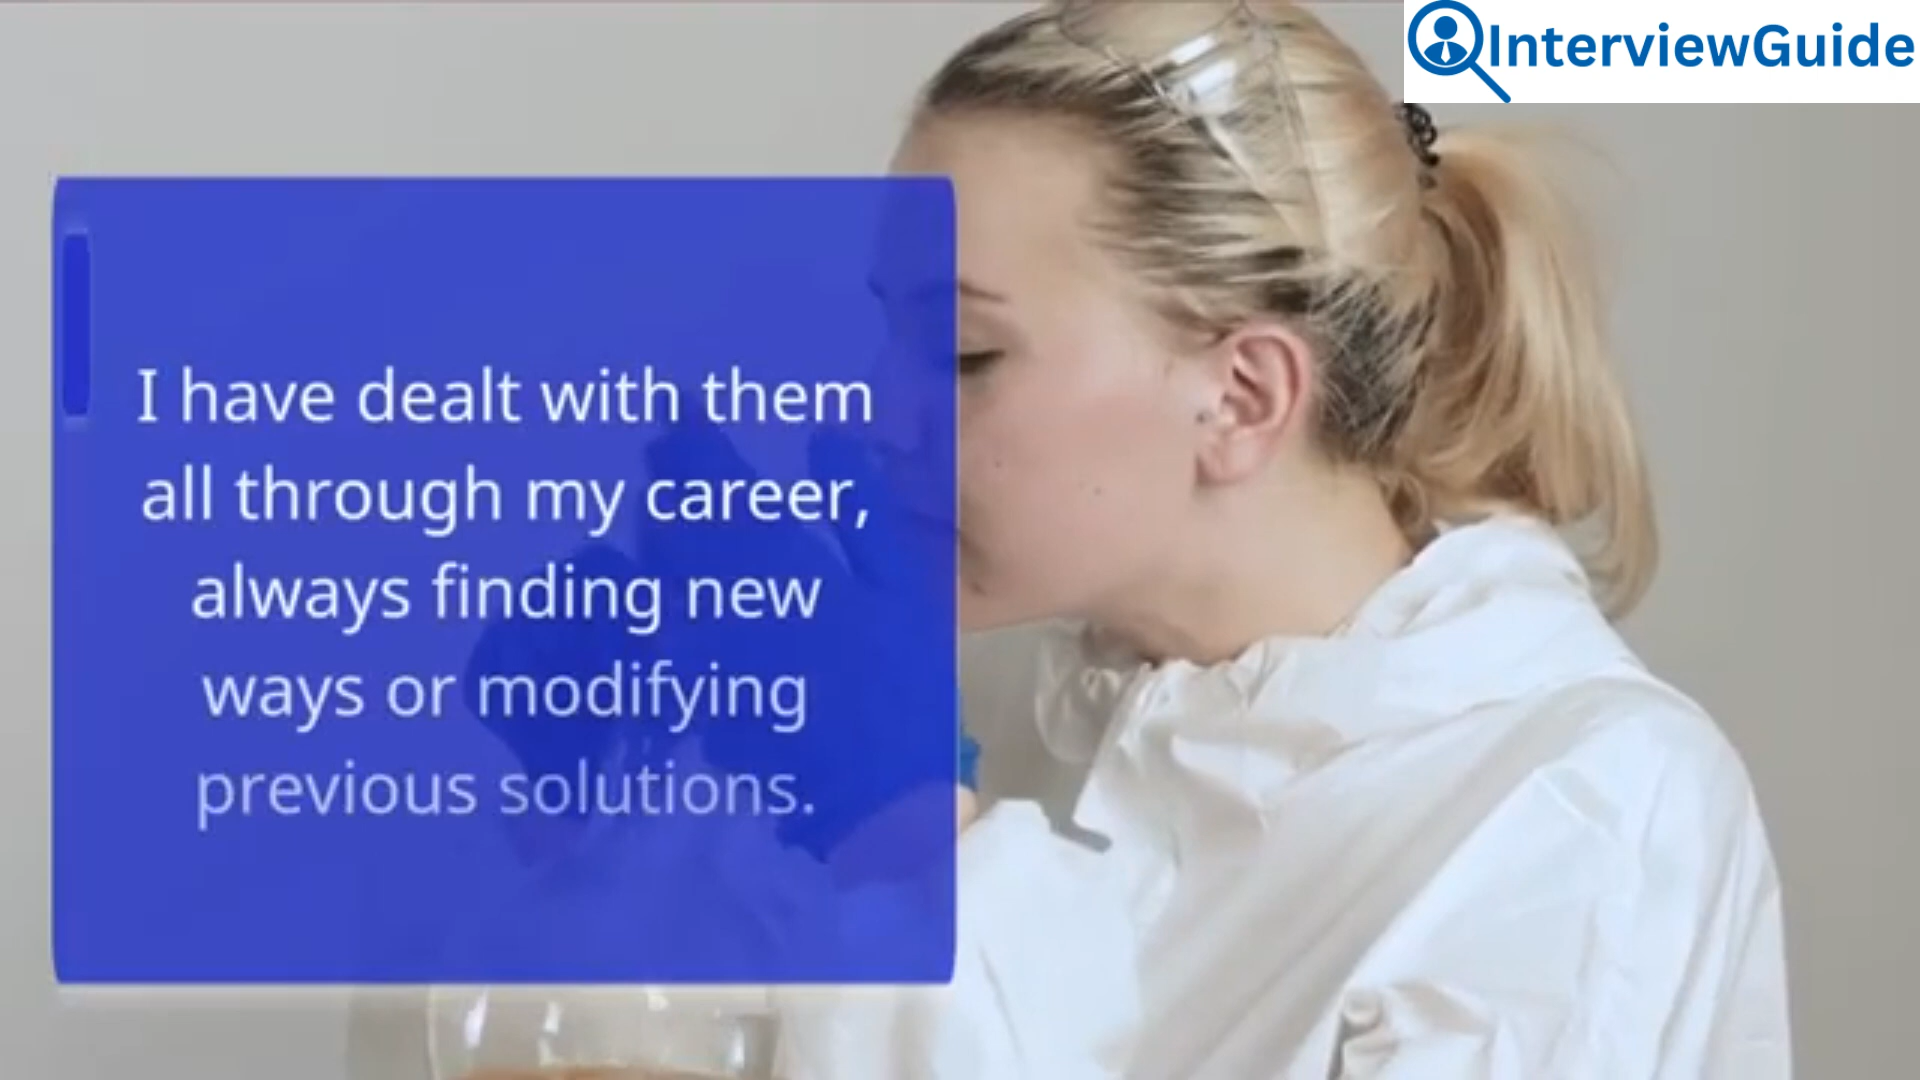 InterviewGuide
I have dealt with them
all through my career,
always finding new
ways or modifying
previous solutions.